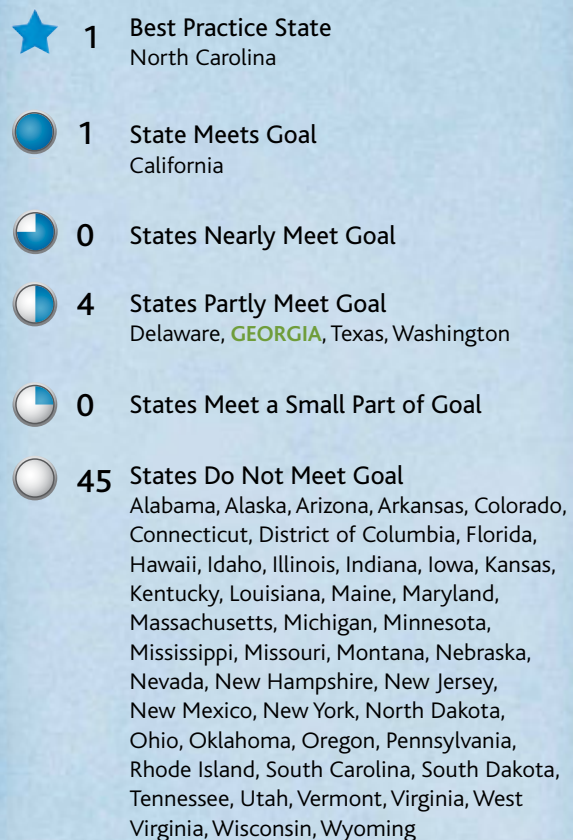 1 Best Practice State
North Carolina
1 State Meets Goal
California
0 States Nearly Meet Goal
4 States Partly Meet Goal
Delaware, GEORGIA, Texas, Washington
0 States Meet a Small Part of Goal
45 States Do Not Meet Goal
Alabama, Alaska, Arizona, Arkansas, Colorado,
Connecticut, District of Columbia, Florida,
Hawaii, Idaho, Illinois, Indiana, Iowa, Kansas,
Kentucky, Louisiana, Maine, Maryland,
Massachusetts, Michigan, Minnesota,
Mississippi, Missouri, Montana, Nebraska,
Nevada, New Hampshire, New Jersey,
New Mexico, New York, North Dakota,
Ohio, Oklahoma, Oregon, Pennsylvania,
Rhode Island, South Carolina, South Dakota,
Tennessee, Utah, Vermont, Virginia, West
Virginia, Wisconsin, Wyoming